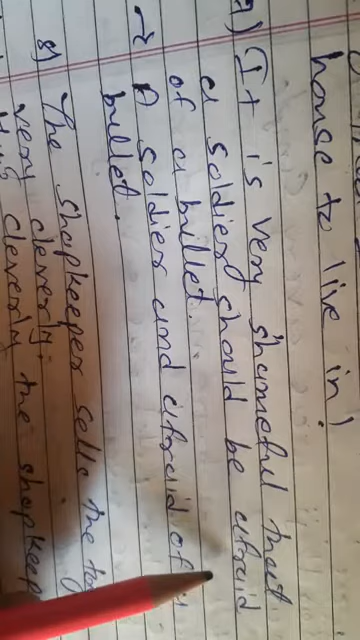 house to live in)
7) (It is very shameful that
a soldier should be afraid
of a bullet.
→ A soldier and afraid of a
bullet.
8) The shopkeeper sells the
very cleverly.
cleverly the shopkeep